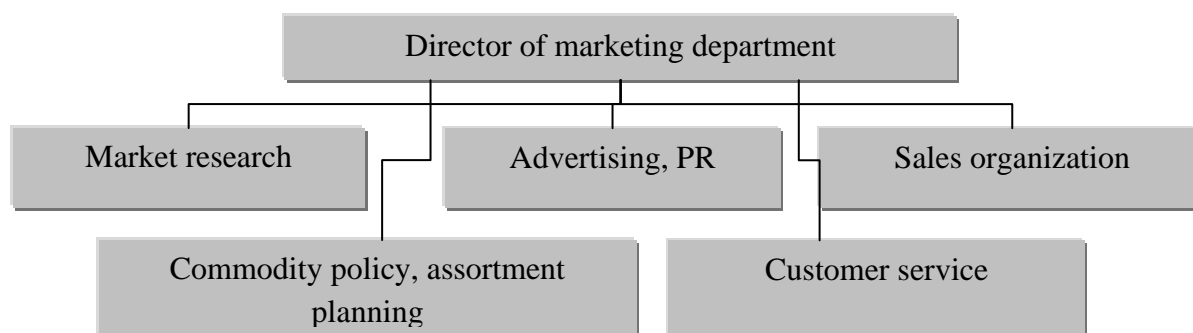 Director of marketing department
Market research
Advertising, PR
Sales organization
Commodity policy, assortment
planning
Customer service